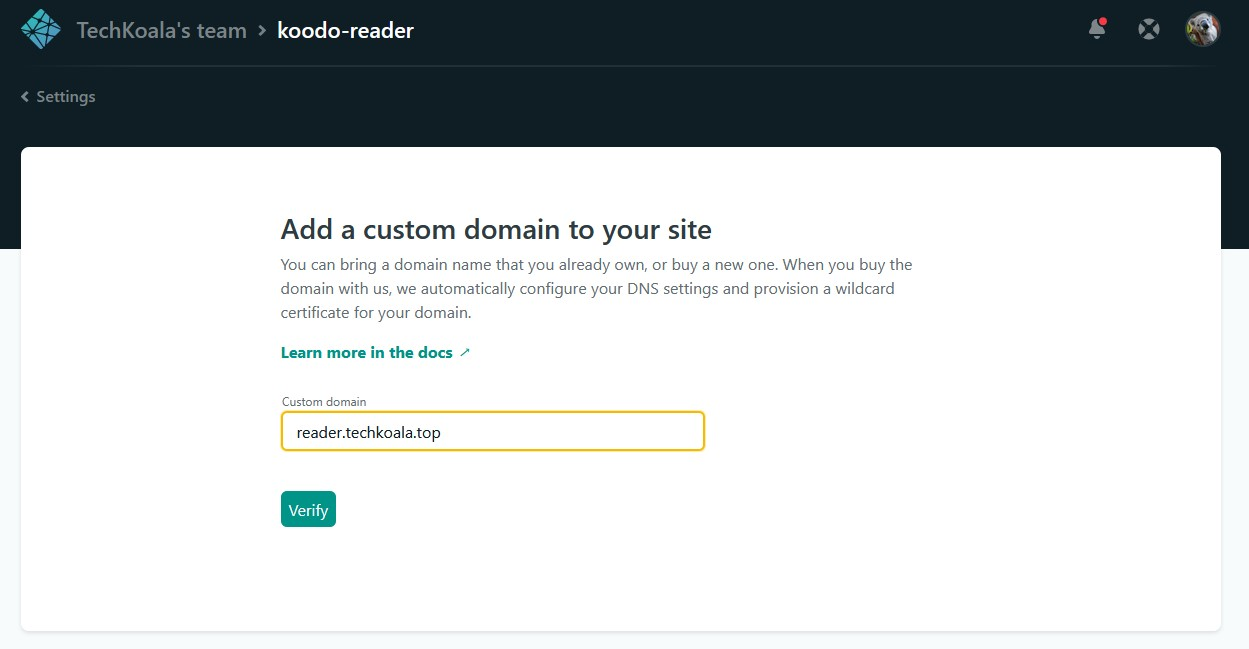 TechKoala's team > koodo-reader
Settings
Add a custom domain to your site
You can bring a domain name that you already own, or buy a new one. When you buy the
domain with us, we automatically configure your DNS settings and provision a wildcard
certificate for your domain.
Learn more in the docs ↗
Custom domain
reader.techkoala.top
Verify